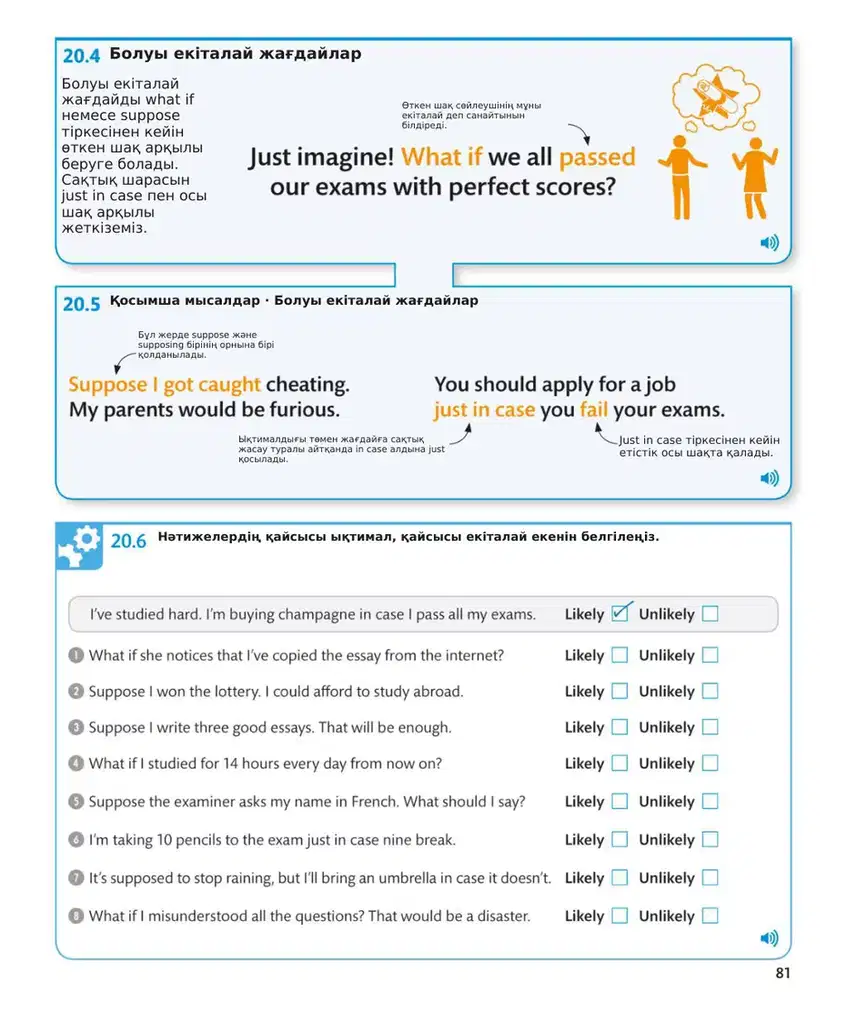 20.4 Болуы екіталай жағдайлар
Болуы екіталай
жағдайды what if
немесе suppose
тіркесінен кейін
өткен шақ арқылы
беруге болады.
Сақтық шарасын
just in case пен осы
шақ арқылы
жеткіземіз.
Өткен шақ сөйлеушінің мұны
екіталай деп санайтынын
білдіреді.
Just imagine! What if we all passed
our exams with perfect scores?
20.5 Қосымша мысалдар · Болуы екіталай жағдайлар
Бұл жерде suppose және
supposing бірінің орнына бірі
қолданылады.
Suppose I got caught cheating.
My parents would be furious.
You should apply for a job
just in case you fail your exams.
Ықтималдығы төмен жағдайға сақтық
жасау туралы айтқанда in case алдына just
қосылады.
Just in case тіркесінен кейін
етістік осы шақта қалады.
20.6 Нәтижелердің қайсысы ықтимал, қайсысы екіталай екенін белгілеңіз.
I've studied hard. I'm buying champagne in case I pass all my exams. Likely Unlikely
1 What if she notices that I've copied the essay from the internet? Likely Unlikely
2 Suppose I won the lottery. I could afford to study abroad. Likely Unlikely
3 Suppose I write three good essays. That will be enough. Likely Unlikely
4 What if I studied for 14 hours every day from now on? Likely Unlikely
5 Suppose the examiner asks my name in French. What should I say? Likely Unlikely
6 I'm taking 10 pencils to the exam just in case nine break. Likely Unlikely
7 It's supposed to stop raining, but I'll bring an umbrella in case it doesn't. Likely Unlikely
8 What if I misunderstood all the questions? That would be a disaster. Likely Unlikely
81